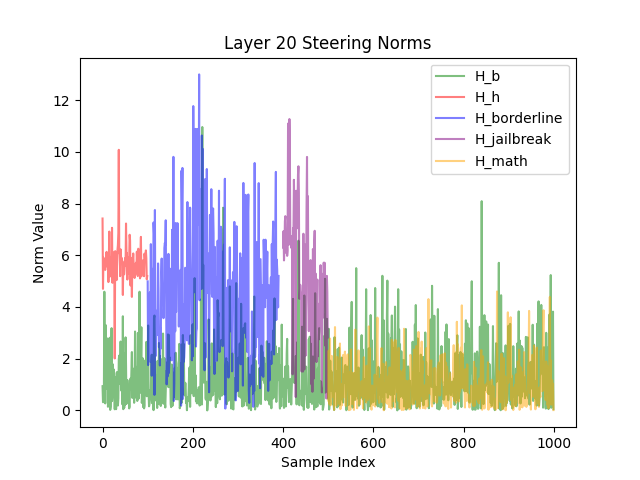 Layer 20 Steering Norms
H_b
H_h
H_borderline
H_jailbreak
H_math
Norm Value
12
10
8
6
4
2
0
0
200
400
600
800
1000
Sample Index